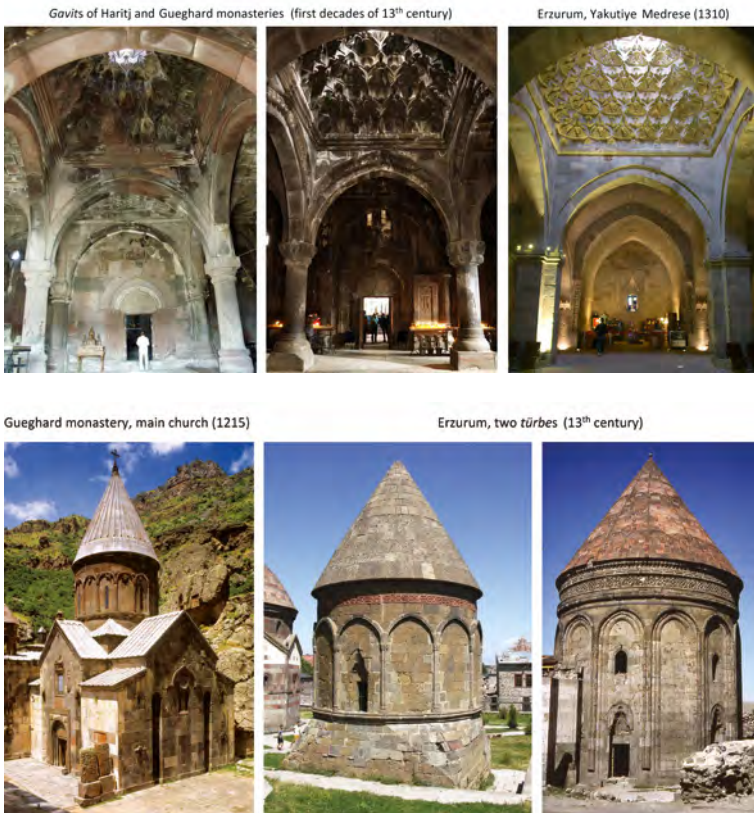 Gavits of Haritj and Gueghard monasteries (first decades of 13th century)
Erzurum, Yakutiye Medrese (1310)
Gueghard monastery, main church (1215)
Erzurum, two türbes (13th century)